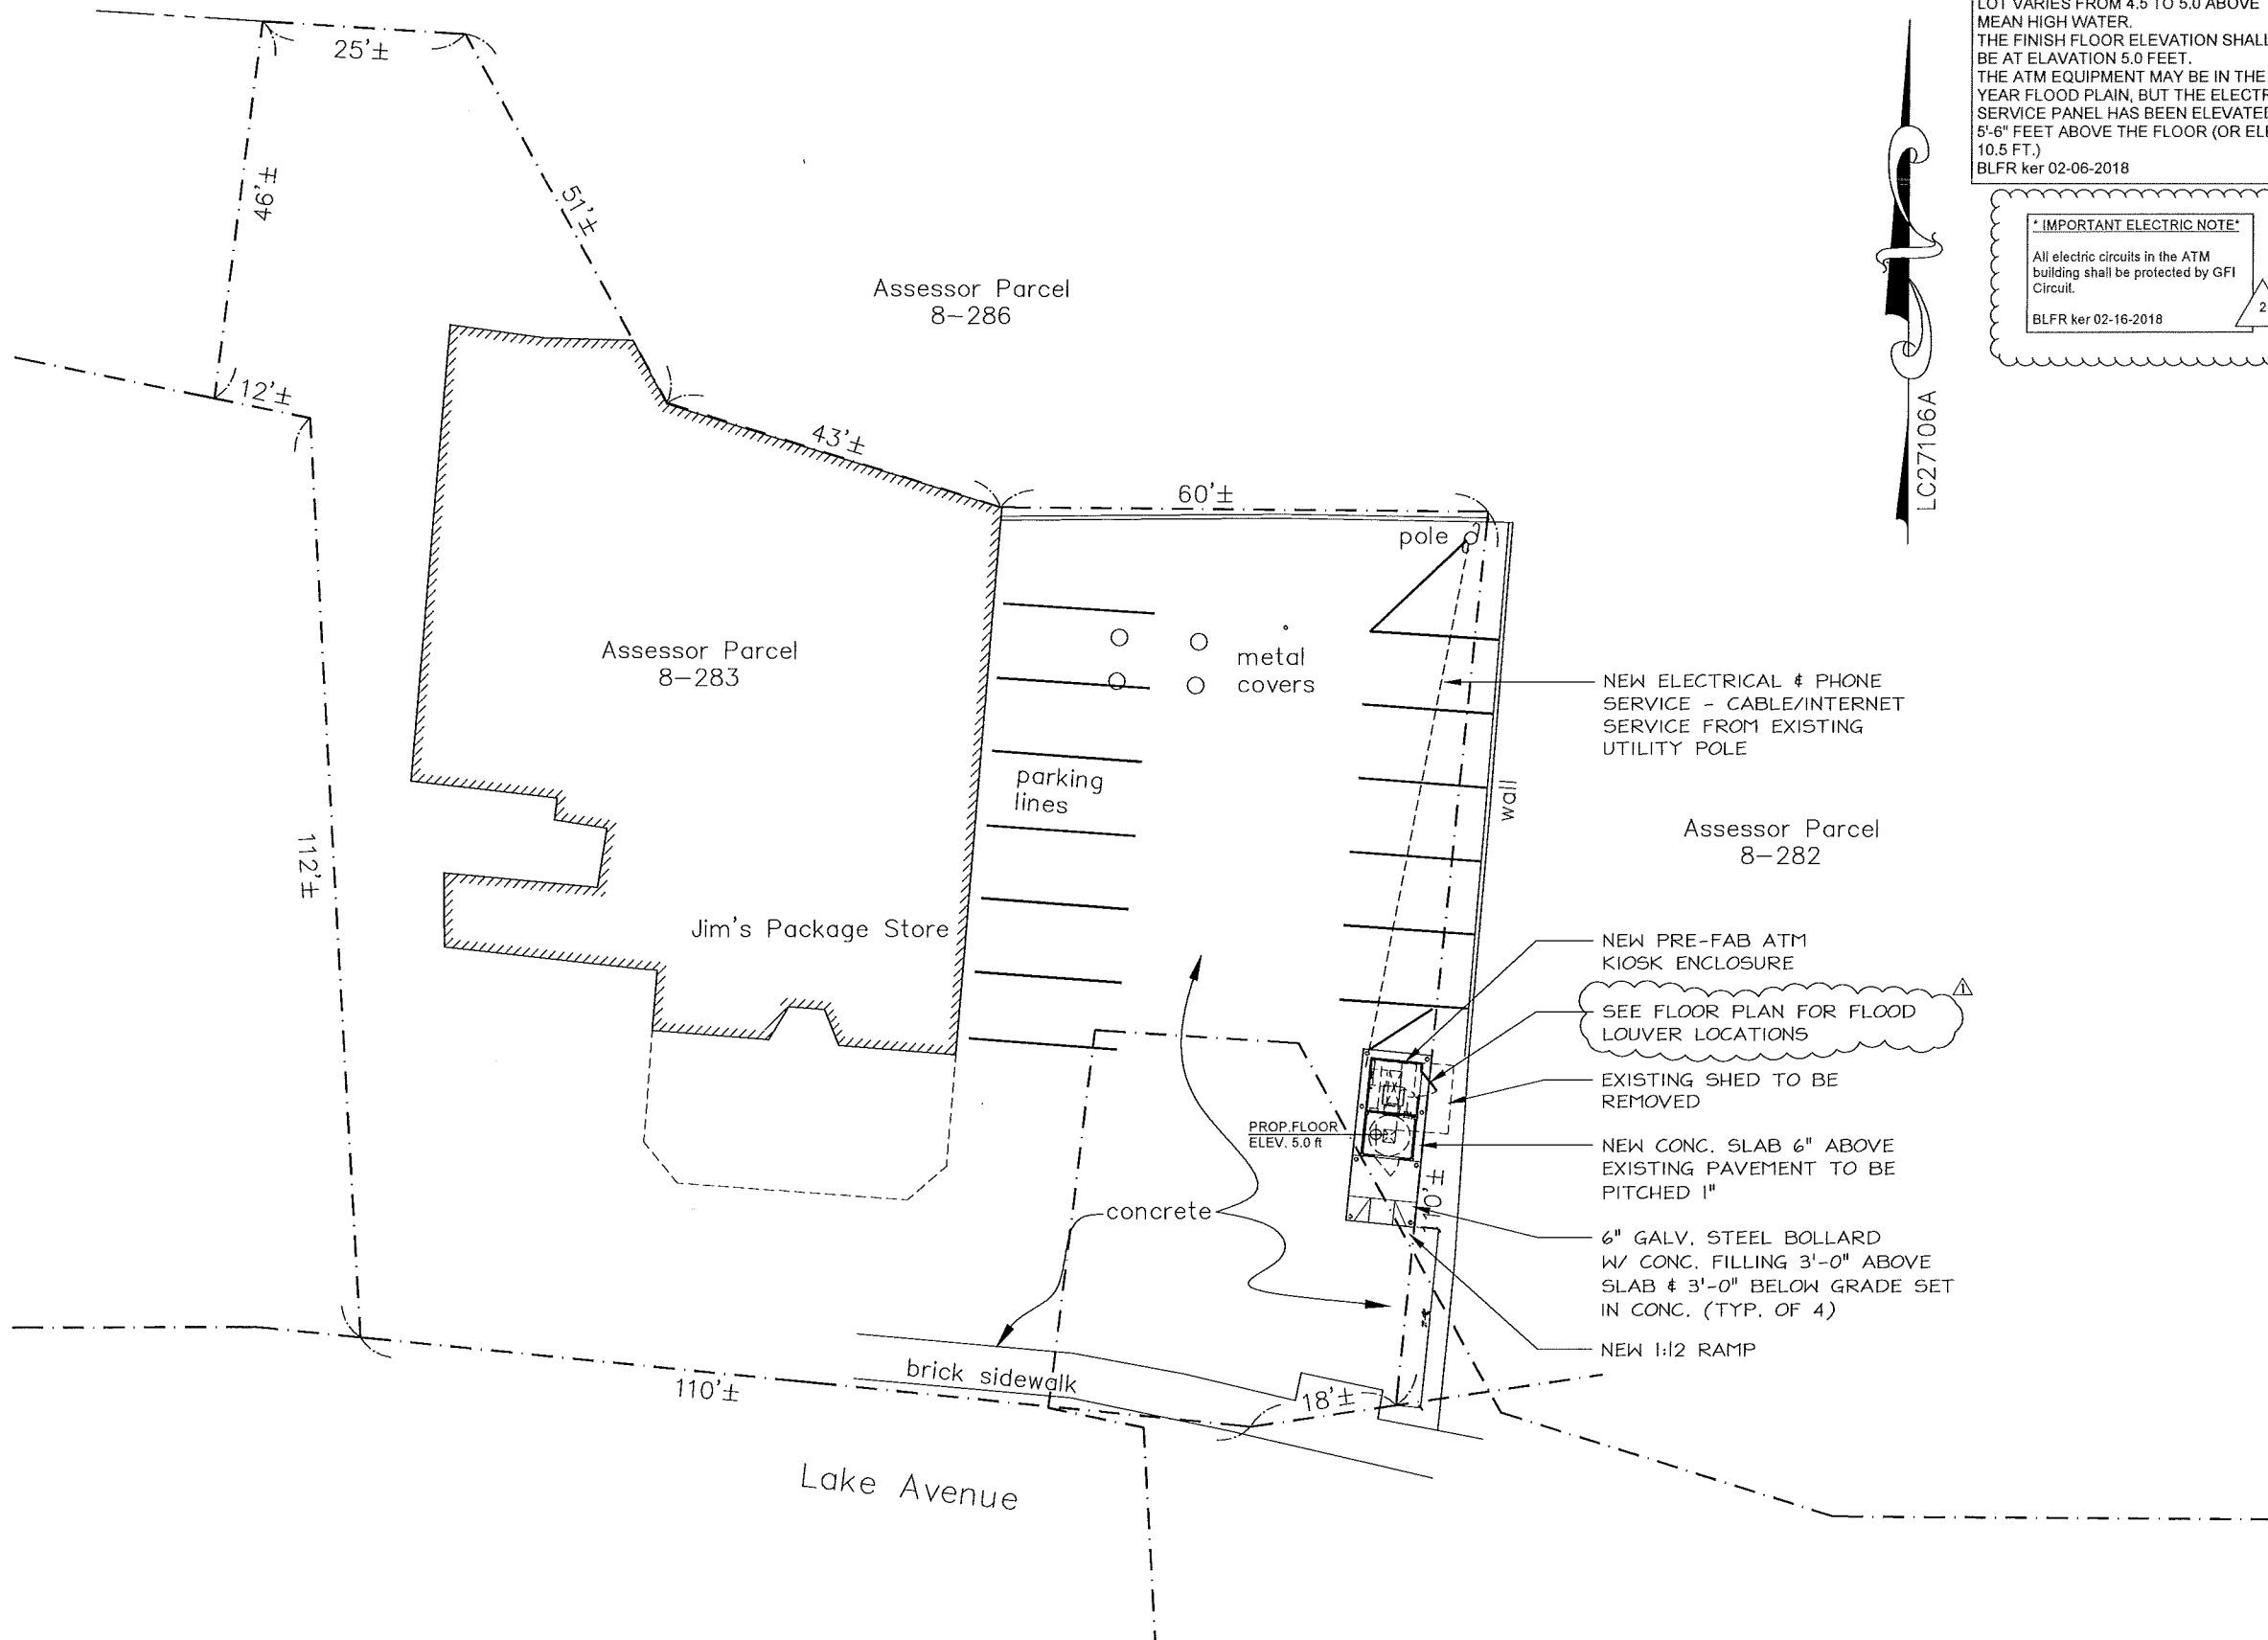 LOT VARIES FROM 4.5 TO 5.0 ABOVE
MEAN HIGH WATER.
THE FINISH FLOOR ELEVATION SHALL
BE AT ELAVATION 5.0 FEET.
THE ATM EQUIPMENT MAY BE IN THE
YEAR FLOOD PLAIN, BUT THE ELECTR
SERVICE PANEL HAS BEEN ELEVATED
5'-6" FEET ABOVE THE FLOOR (OR ELE
10.5 FT.)
BLFR ker 02-06-2018
* IMPORTANT ELECTRIC NOTE*
All electric circuits in the ATM
building shall be protected by GFI
Circuit.
BLFR ker 02-16-2018
2
LC27106A
25'±
46'±
51'±
12'±
Assessor Parcel
8-286
43'±
60'±
pole
Assessor Parcel
8-283
metal
covers
NEW ELECTRICAL & PHONE
SERVICE - CABLE/INTERNET
SERVICE FROM EXISTING
UTILITY POLE
parking
lines
wall
Assessor Parcel
8-282
112'±
Jim's Package Store
NEW PRE-FAB ATM
KIOSK ENCLOSURE
1
SEE FLOOR PLAN FOR FLOOD
LOUVER LOCATIONS
EXISTING SHED TO BE
REMOVED
PROP.FLOOR
ELEV. 5.0 ft
NEW CONC. SLAB 6" ABOVE
EXISTING PAVEMENT TO BE
PITCHED 1"
110'±
concrete
6" GALV. STEEL BOLLARD
W/ CONC. FILLING 3'-0" ABOVE
SLAB & 3'-0" BELOW GRADE SET
IN CONC. (TYP. OF 4)
NEW 1:12 RAMP
brick sidewalk
110'±
18'±
Lake Avenue